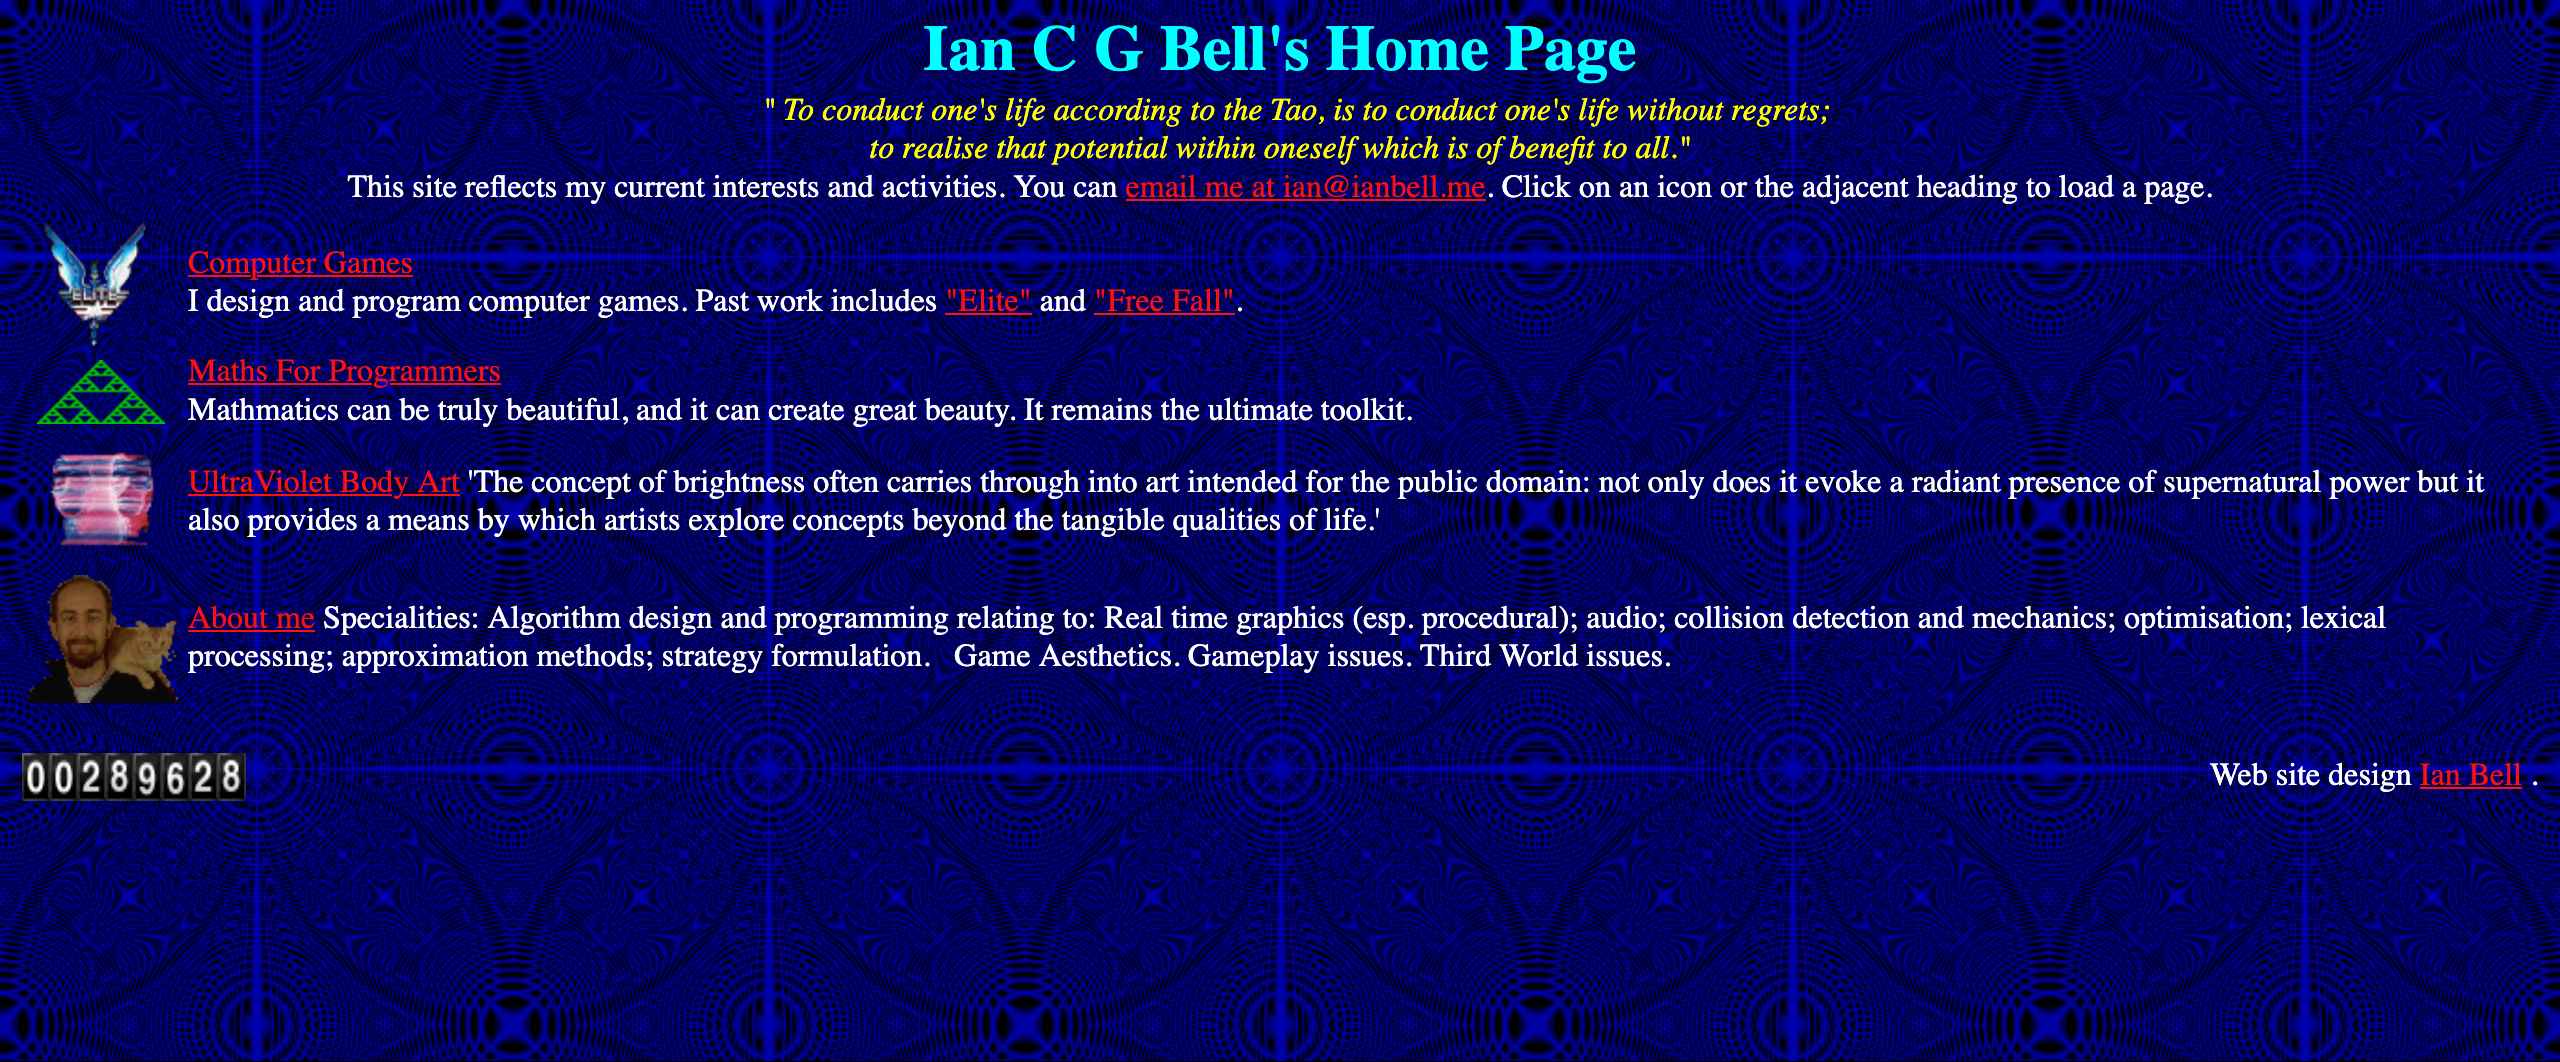 Ian C G Bell's Home Page
" To conduct one's life according to the Tao, is to conduct one's life without regrets;
to realise that potential within oneself which is of benefit to all."
This site reflects my current interests and activities. You can email me at ian@ianbell.me. Click on an icon or the adjacent heading to load a page.
ELITE
Computer Games
I design and program computer games. Past work includes "Elite" and "Free Fall".
Maths For Programmers
Mathmatics can be truly beautiful, and it can create great beauty. It remains the ultimate toolkit.
UltraViolet Body Art 'The concept of brightness often carries through into art intended for the public domain: not only does it evoke a radiant presence of supernatural power but it
also provides a means by which artists explore concepts beyond the tangible qualities of life.'
About me Specialities: Algorithm design and programming relating to: Real time graphics (esp. procedural); audio; collision detection and mechanics; optimisation; lexical
processing; approximation methods; strategy formulation.   Game Aesthetics. Gameplay issues. Third World issues.
00289628
Web site design Ian Bell .